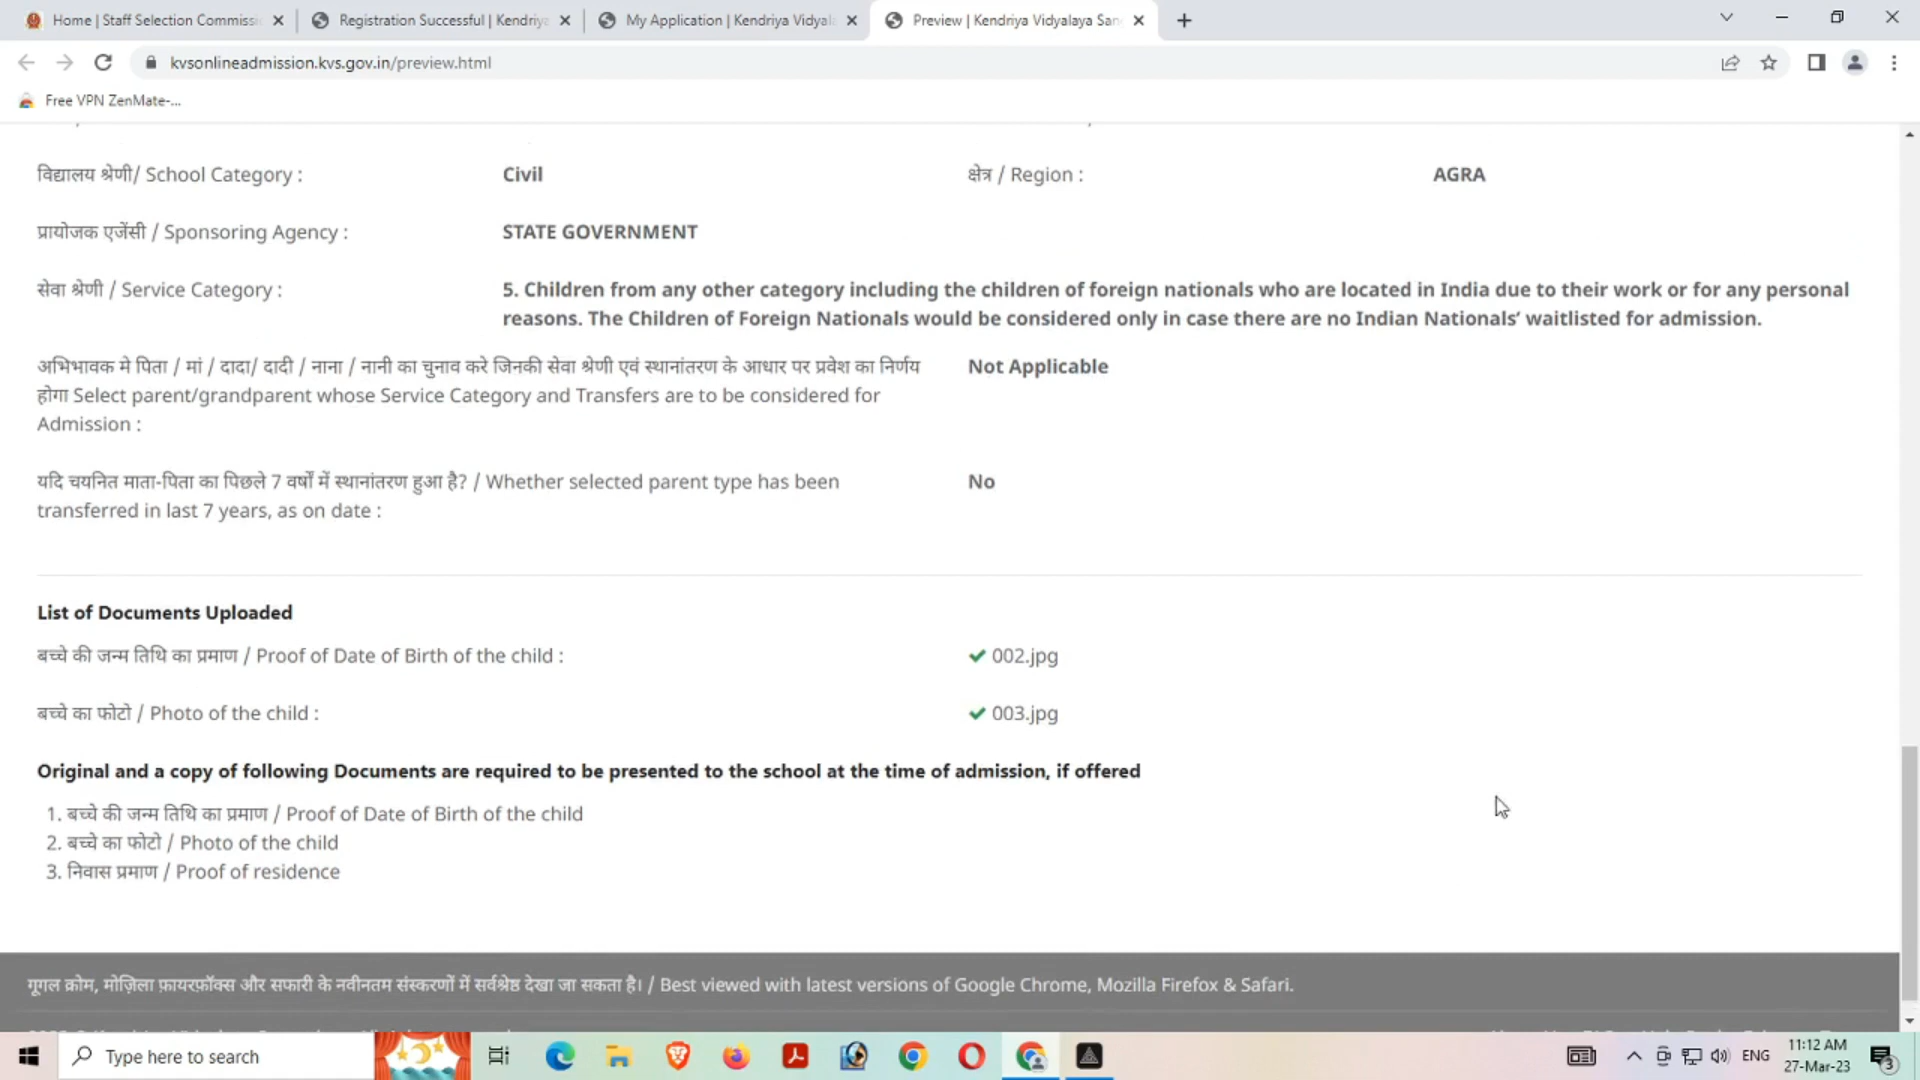 Home | Staff Selection Commissi
Registration Successful | Kendriya
My Application | Kendriya Vidyala
Preview | Kendriya Vidyalaya San
kvsonlineadmission.kvs.gov.in/preview.html
Free VPN ZenMate-...
विद्यालय श्रेणी/ School Category : Civil क्षेत्र / Region : AGRA
प्रायोजक एजेंसी / Sponsoring Agency : STATE GOVERNMENT
सेवा श्रेणी / Service Category : 5. Children from any other category including the children of foreign nationals who are located in India due to their work or for any personal
reasons. The Children of Foreign Nationals would be considered only in case there are no Indian Nationals’ waitlisted for admission.
अभिभावक मे पिता / मां / दादा/ दादी / नाना / नानी का चुनाव करे जिनकी सेवा श्रेणी एवं स्थानांतरण के आधार पर प्रवेश का निर्णय Not Applicable
होगा Select parent/grandparent whose Service Category and Transfers are to be considered for
Admission :
यदि चयनित माता-पिता का पिछले 7 वर्षों में स्थानांतरण हुआ है? / Whether selected parent type has been No
transferred in last 7 years, as on date :
List of Documents Uploaded
बच्चे की जन्म तिथि का प्रमाण / Proof of Date of Birth of the child : 002.jpg
बच्चे का फोटो / Photo of the child : 003.jpg
Original and a copy of following Documents are required to be presented to the school at the time of admission, if offered
1. बच्चे की जन्म तिथि का प्रमाण / Proof of Date of Birth of the child
2. बच्चे का फोटो / Photo of the child
3. निवास प्रमाण / Proof of residence
गूगल क्रोम, मोज़िला फ़ायरफ़ॉक्स और सफारी के नवीनतम संस्करणों में सर्वश्रेष्ठ देखा जा सकता है। / Best viewed with latest versions of Google Chrome, Mozilla Firefox & Safari.
Type here to search
ENG
11:12 AM
27-Mar-23
3